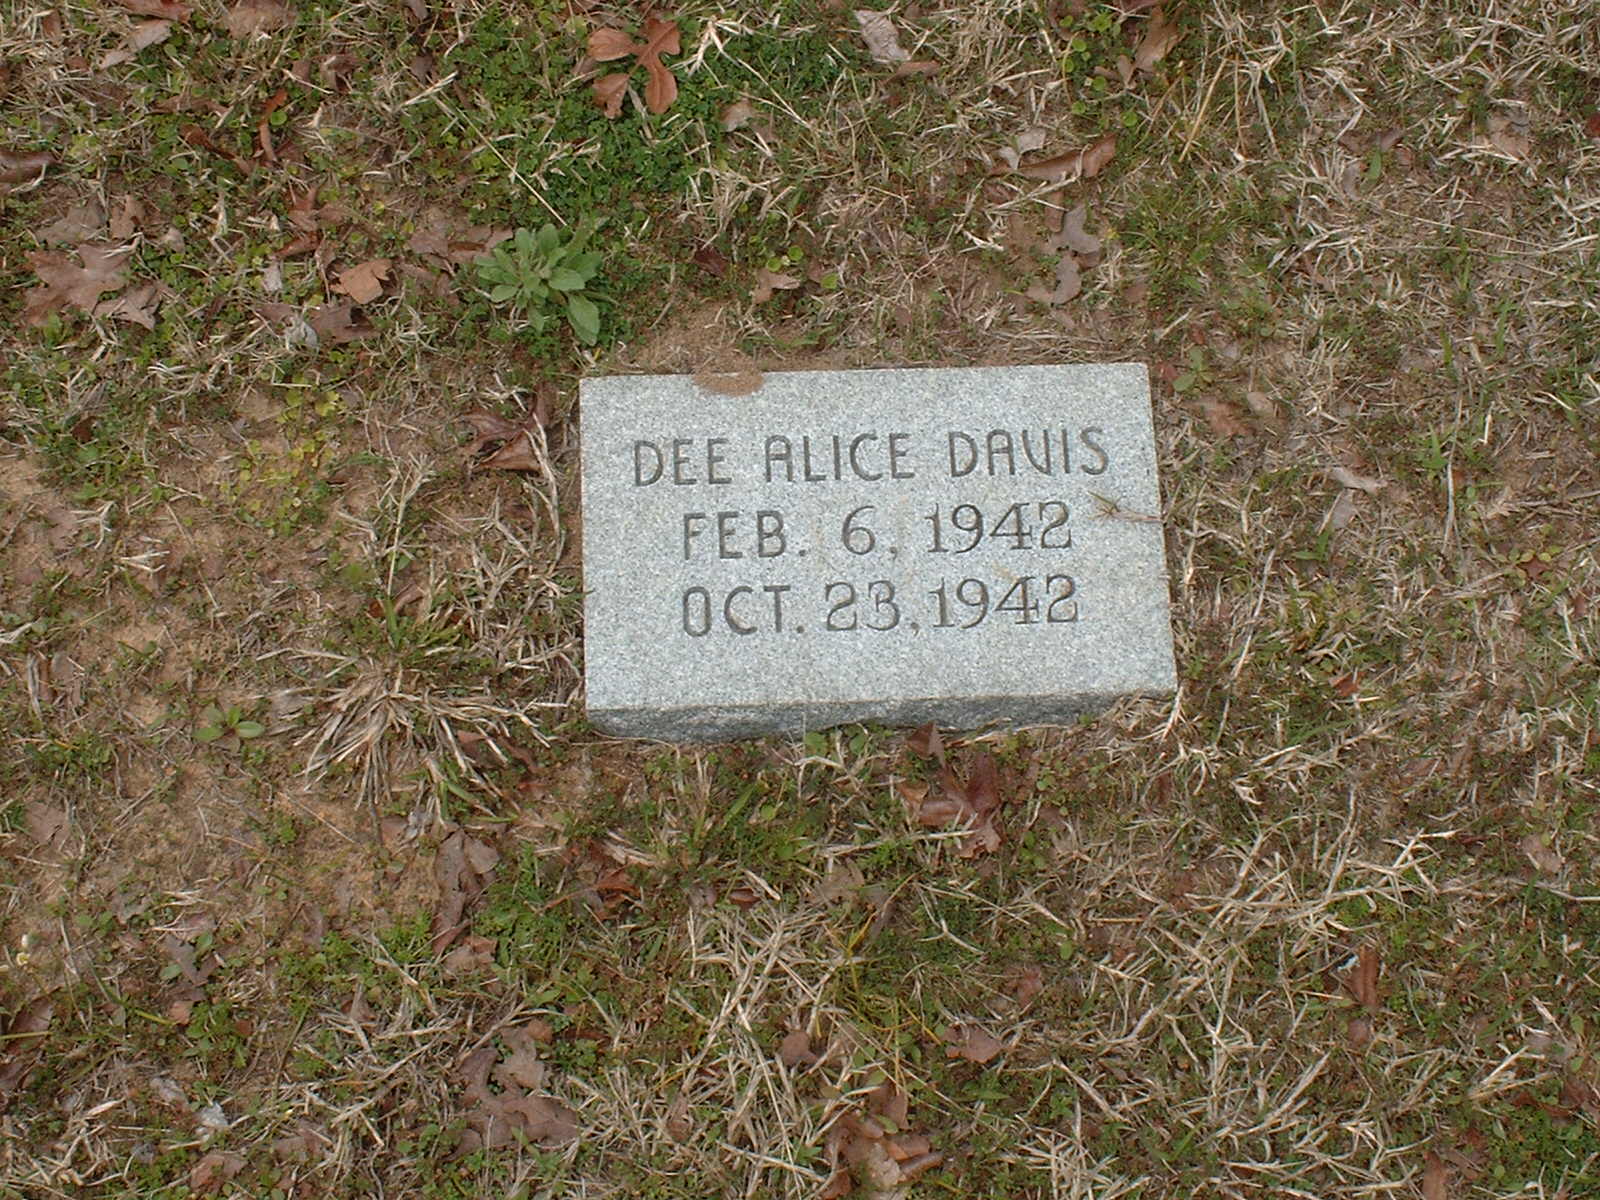 DEE ALICE DAVIS
FEB. 6, 1942
OCT. 23, 1942